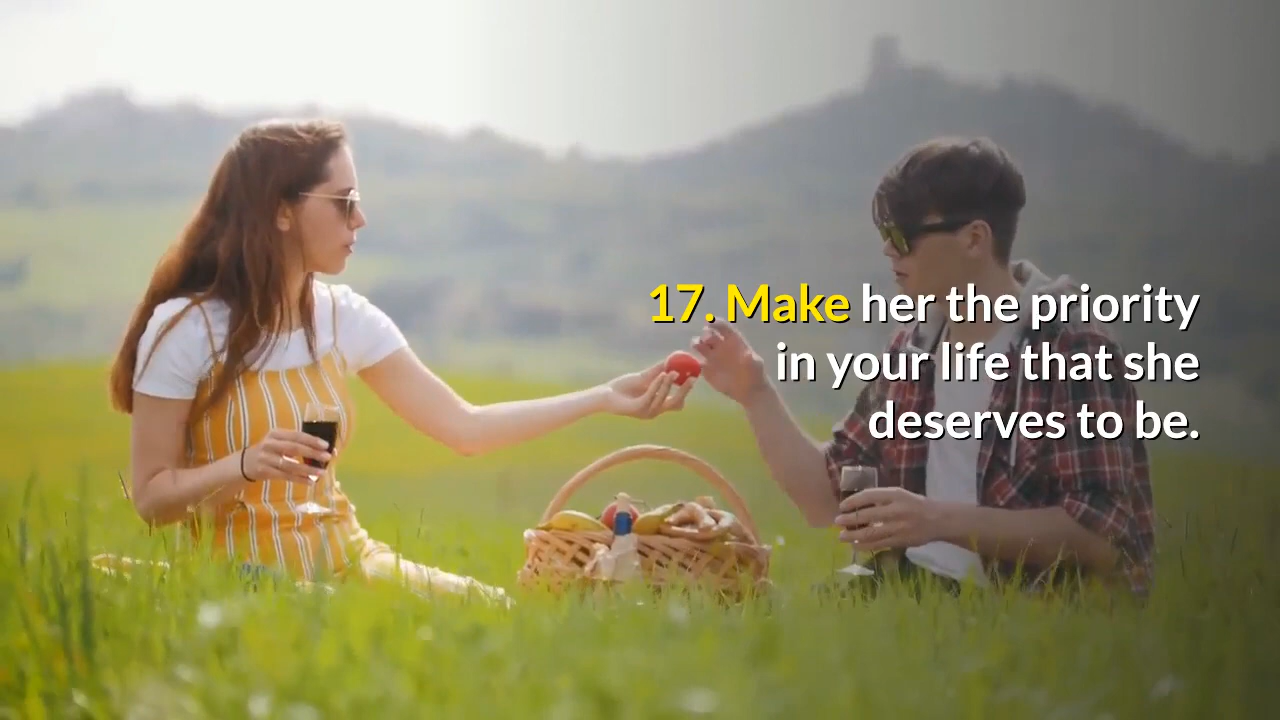 17. Make her the priority
in your life that she
deserves to be.